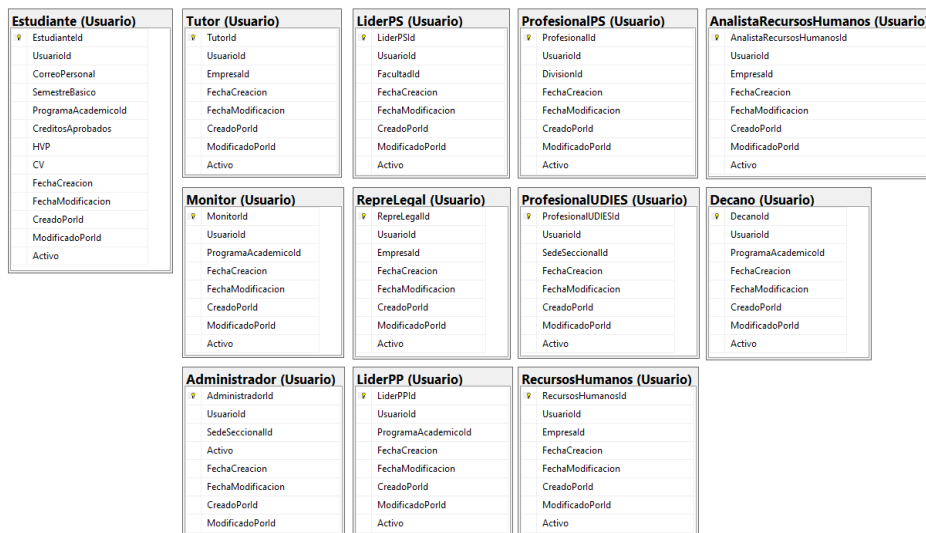 Estudiante (Usuario)
EstudianteId
UsuarioId
CorreoPersonal
SemestreBasico
ProgramaAcademicoId
CreditosAprobados
HVP
CV
FechaCreacion
FechaModificacion
CreadoPorId
ModificadoPorId
Activo
Tutor (Usuario)
TutorId
UsuarioId
EmpresaId
FechaCreacion
FechaModificacion
CreadoPorId
ModificadoPorId
Activo
LiderPS (Usuario)
LiderPSId
UsuarioId
FacultadId
FechaCreacion
FechaModificacion
CreadoPorId
ModificadoPorId
Activo
ProfesionalPS (Usuario)
ProfesionalId
UsuarioId
DivisionId
FechaCreacion
FechaModificacion
CreadoPorId
ModificadoPorId
Activo
AnalistaRecursosHumanos (Usuario)
AnalistaRecursosHumanosId
UsuarioId
EmpresaId
FechaCreacion
FechaModificacion
CreadoPorId
ModificadoPorId
Activo
Monitor (Usuario)
MonitorId
UsuarioId
ProgramaAcademicoId
FechaCreacion
FechaModificacion
CreadoPorId
ModificadoPorId
Activo
RepreLegal (Usuario)
RepreLegalId
UsuarioId
EmpresaId
FechaCreacion
FechaModificacion
CreadoPorId
ModificadoPorId
Activo
ProfesionalUDIES (Usuario)
ProfesionalUDIESId
UsuarioId
SedeSeccionalId
FechaCreacion
FechaModificacion
CreadoPorId
ModificadoPorId
Activo
Decano (Usuario)
DecanoId
UsuarioId
ProgramaAcademicoId
FechaCreacion
FechaModificacion
CreadoPorId
ModificadoPorId
Activo
Administrador (Usuario)
AdministradorId
UsuarioId
SedeSeccionalId
Activo
FechaCreacion
FechaModificacion
CreadoPorId
ModificadoPorId
LiderPP (Usuario)
LiderPPId
UsuarioId
ProgramaAcademicoId
FechaCreacion
FechaModificacion
CreadoPorId
ModificadoPorId
Activo
RecursosHumanos (Usuario)
RecursosHumanosId
UsuarioId
EmpresaId
FechaCreacion
FechaModificacion
CreadoPorId
ModificadoPorId
Activo